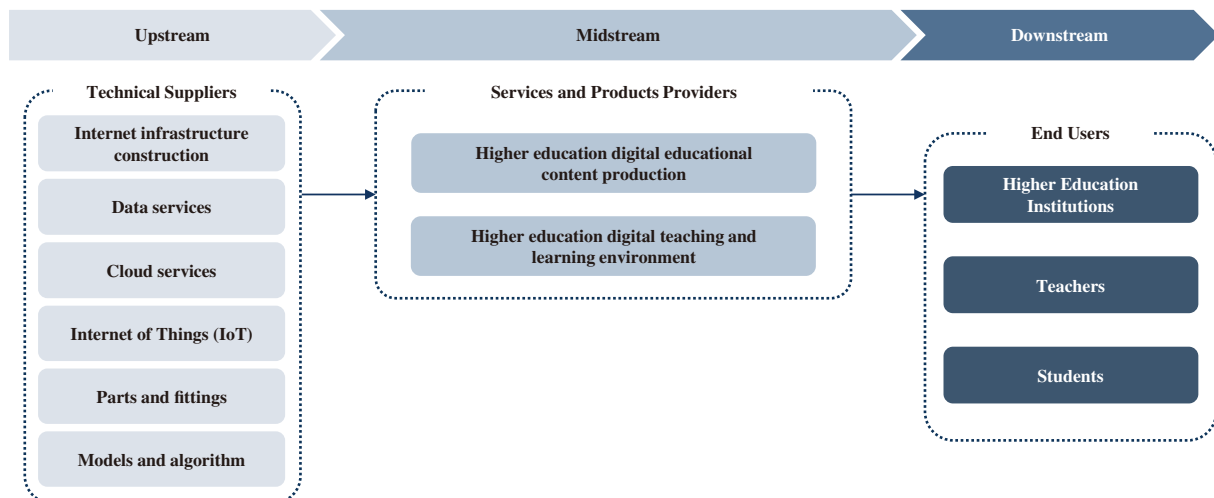 Upstream
Midstream
Downstream
Technical Suppliers
Internet infrastructure
construction
Data services
Cloud services
Internet of Things (IoT)
Parts and fittings
Models and algorithm
Services and Products Providers
Higher education digital educational
content production
Higher education digital teaching and
learning environment
End Users
Higher Education
Institutions
Teachers
Students